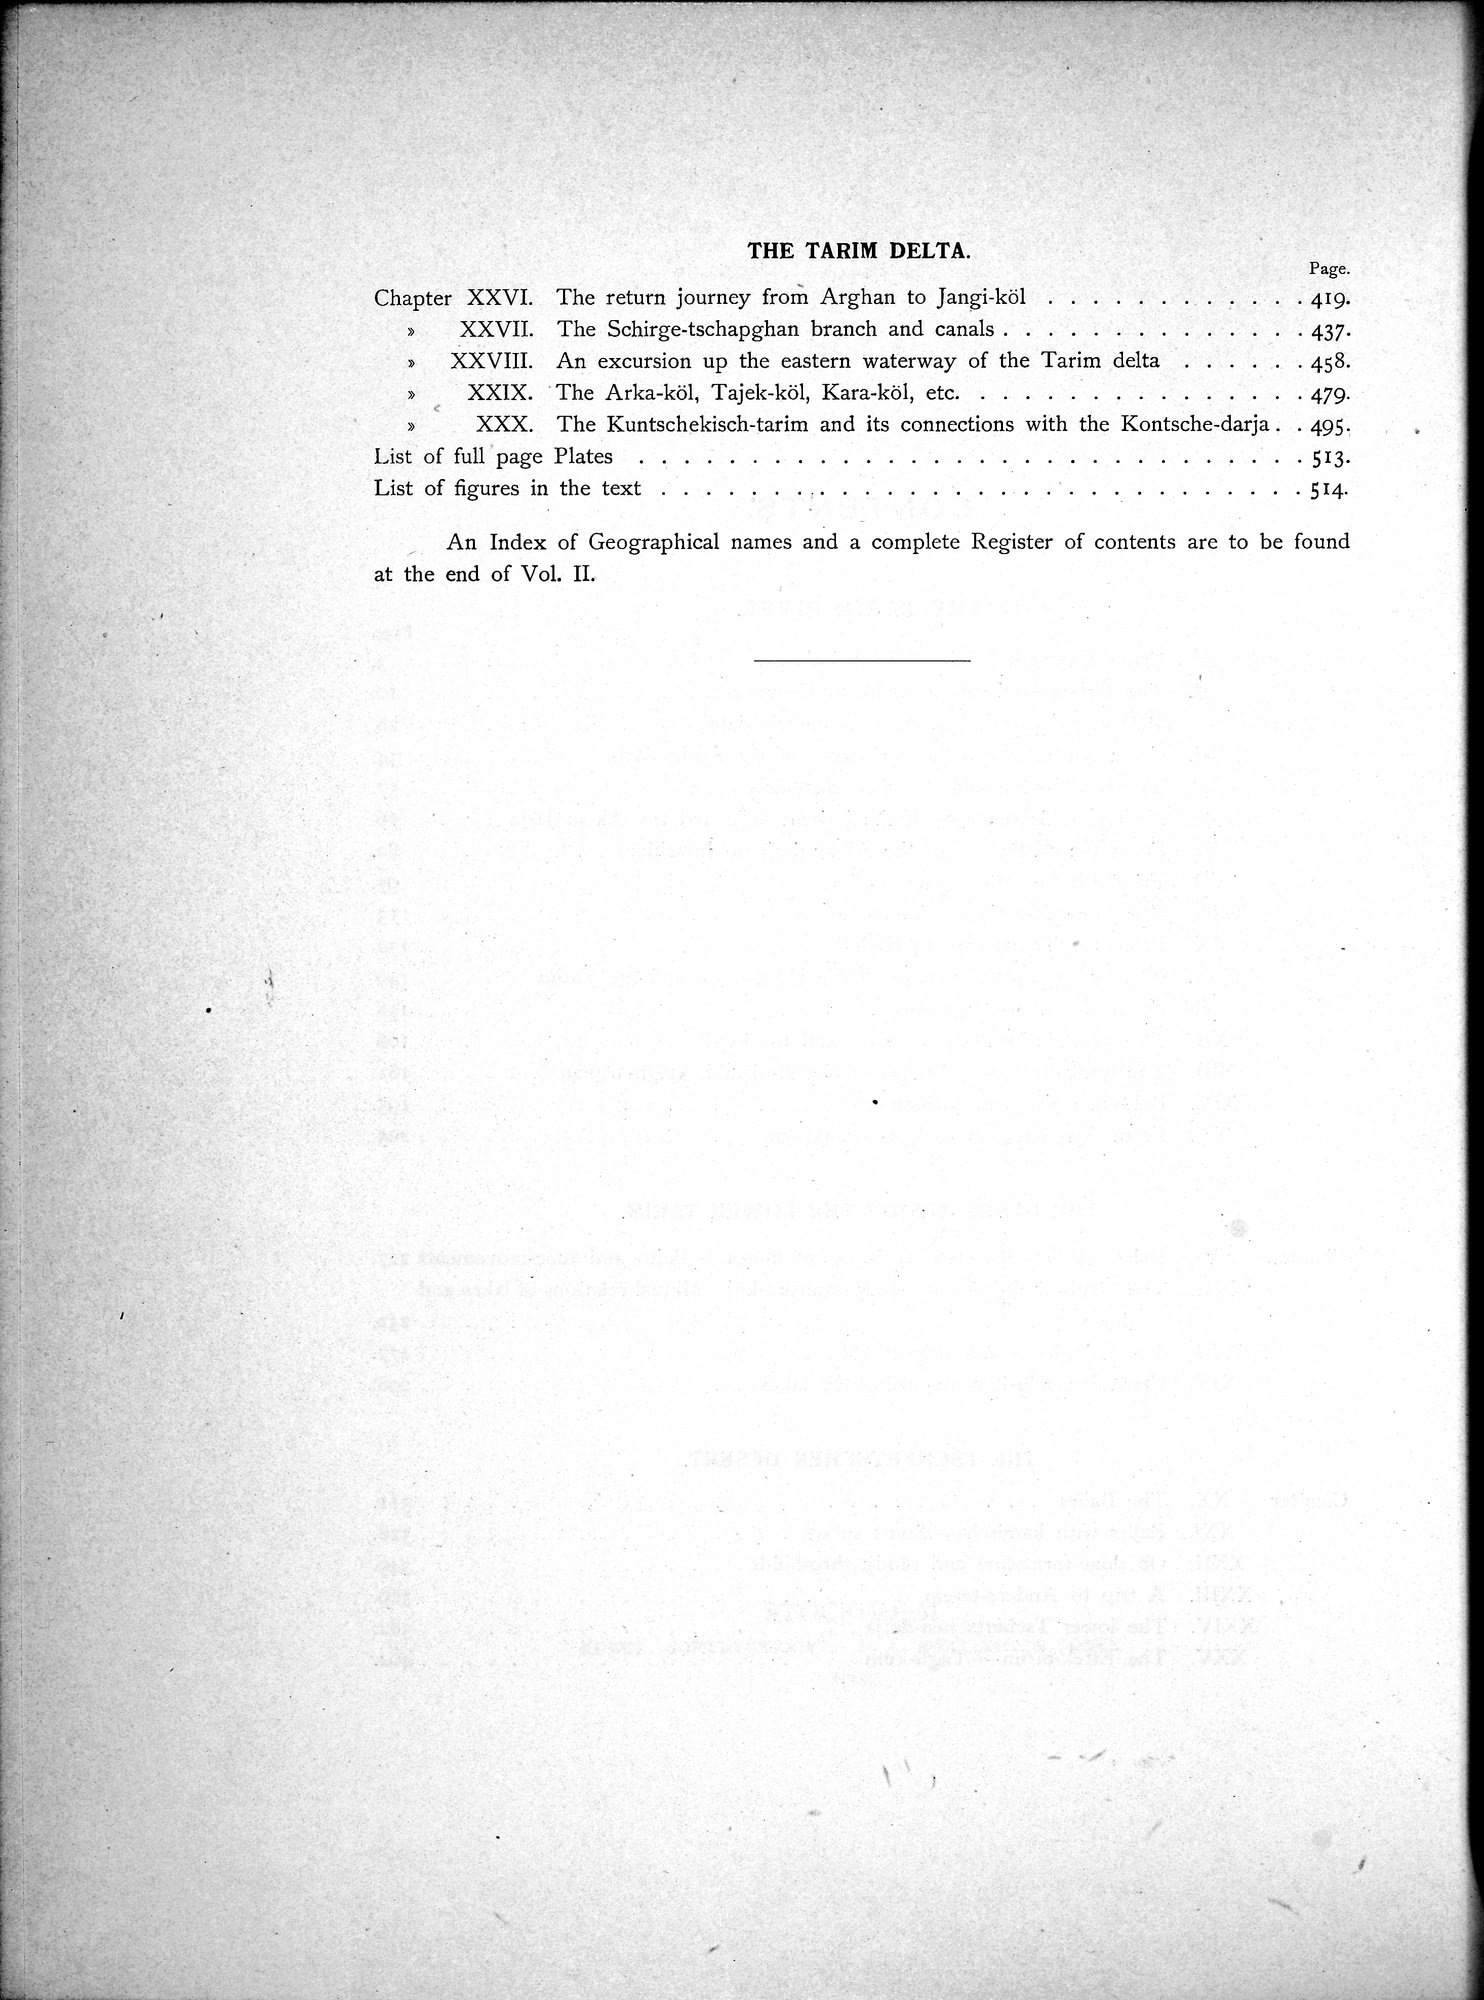 THE TARIM DELTA.
Page.
Chapter XXVI. The return journey from Arghan to Jangi-köl . . . . . . . . . . . . 419.
» XXVII. The Schirge-tschapghan branch and canals . . . . . . . . . . . . . . 437.
» XXVIII. An excursion up the eastern waterway of the Tarim delta . . . . . . 458.
» XXIX. The Arka-köl, Tajek-köl, Kara-köl, etc. . . . . . . . . . . . . . . . 479.
» XXX. The Kuntschekisch-tarim and its connections with the Kontsche-darja . . 495.
List of full page Plates . . . . . . . . . . . . . . . . . . . . . . . . . . . . . . 513.
List of figures in the text . . . . . . . . . . . . . . . . . . . . . . . . . . . . . 514.
An Index of Geographical names and a complete Register of contents are to be found
at the end of Vol. II.